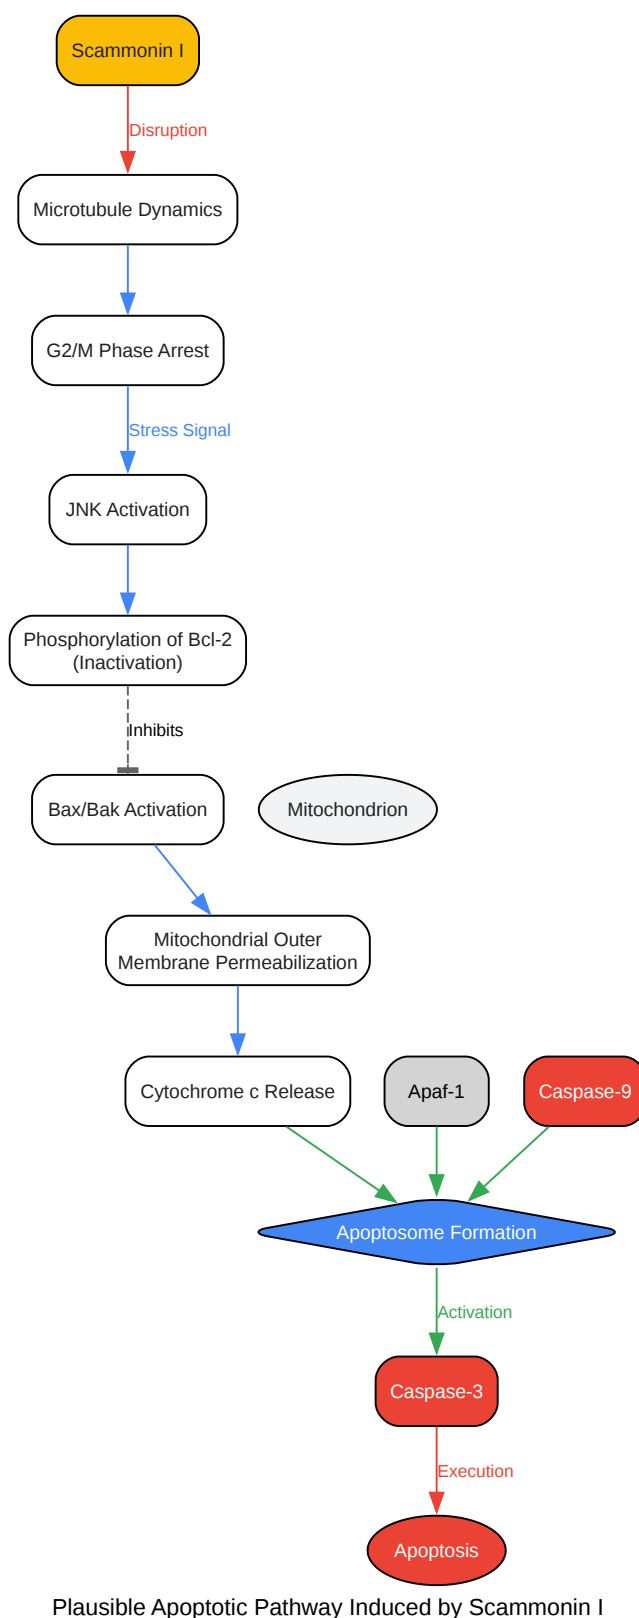 Scammonin I
Disruption
Microtubule Dynamics
G2/M Phase Arrest
Stress Signal
JNK Activation
Phosphorylation of Bcl-2
(Inactivation)
Inhibits
Bax/Bak Activation
Mitochondrion
Mitochondrial Outer
Membrane Permeabilization
Cytochrome c Release
Apaf-1
Caspase-9
Apoptosome Formation
Activation
Caspase-3
Execution
Apoptosis
Plausible Apoptotic Pathway Induced by Scammonin I